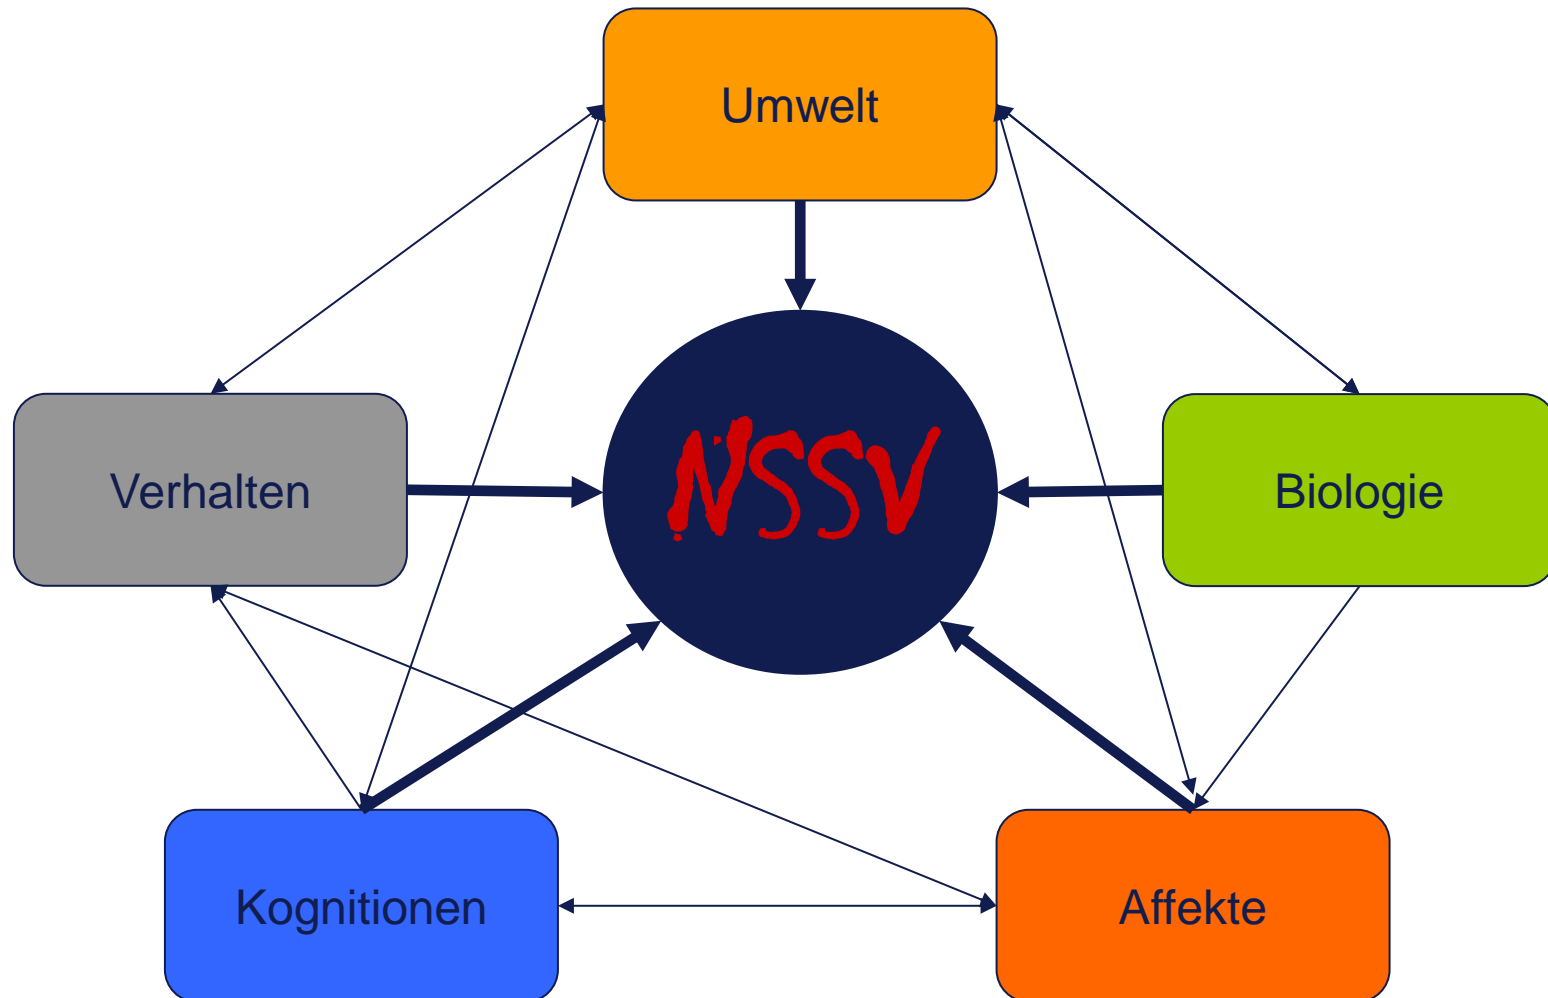 Umwelt
Verhalten
NSSV
Biologie
Kognitionen
Affekte